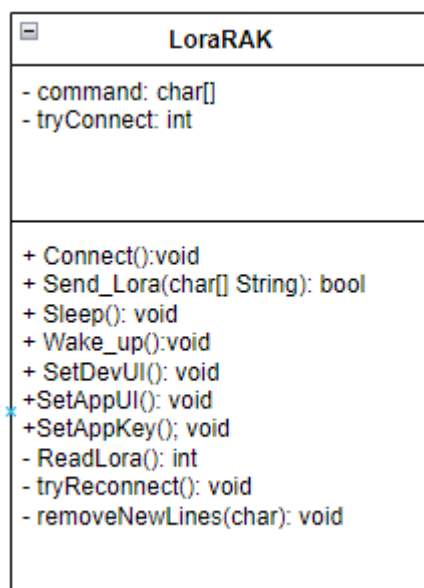 LoraRAK
- command: char[]
- tryConnect: int
+ Connect():void
+ Send_Lora(char[] String): bool
+ Sleep(): void
+ Wake_up():void
+ SetDevUI(): void
+SetAppUI(): void
+SetAppKey(); void
- ReadLora(): int
- tryReconnect(): void
- removeNewLines(char): void